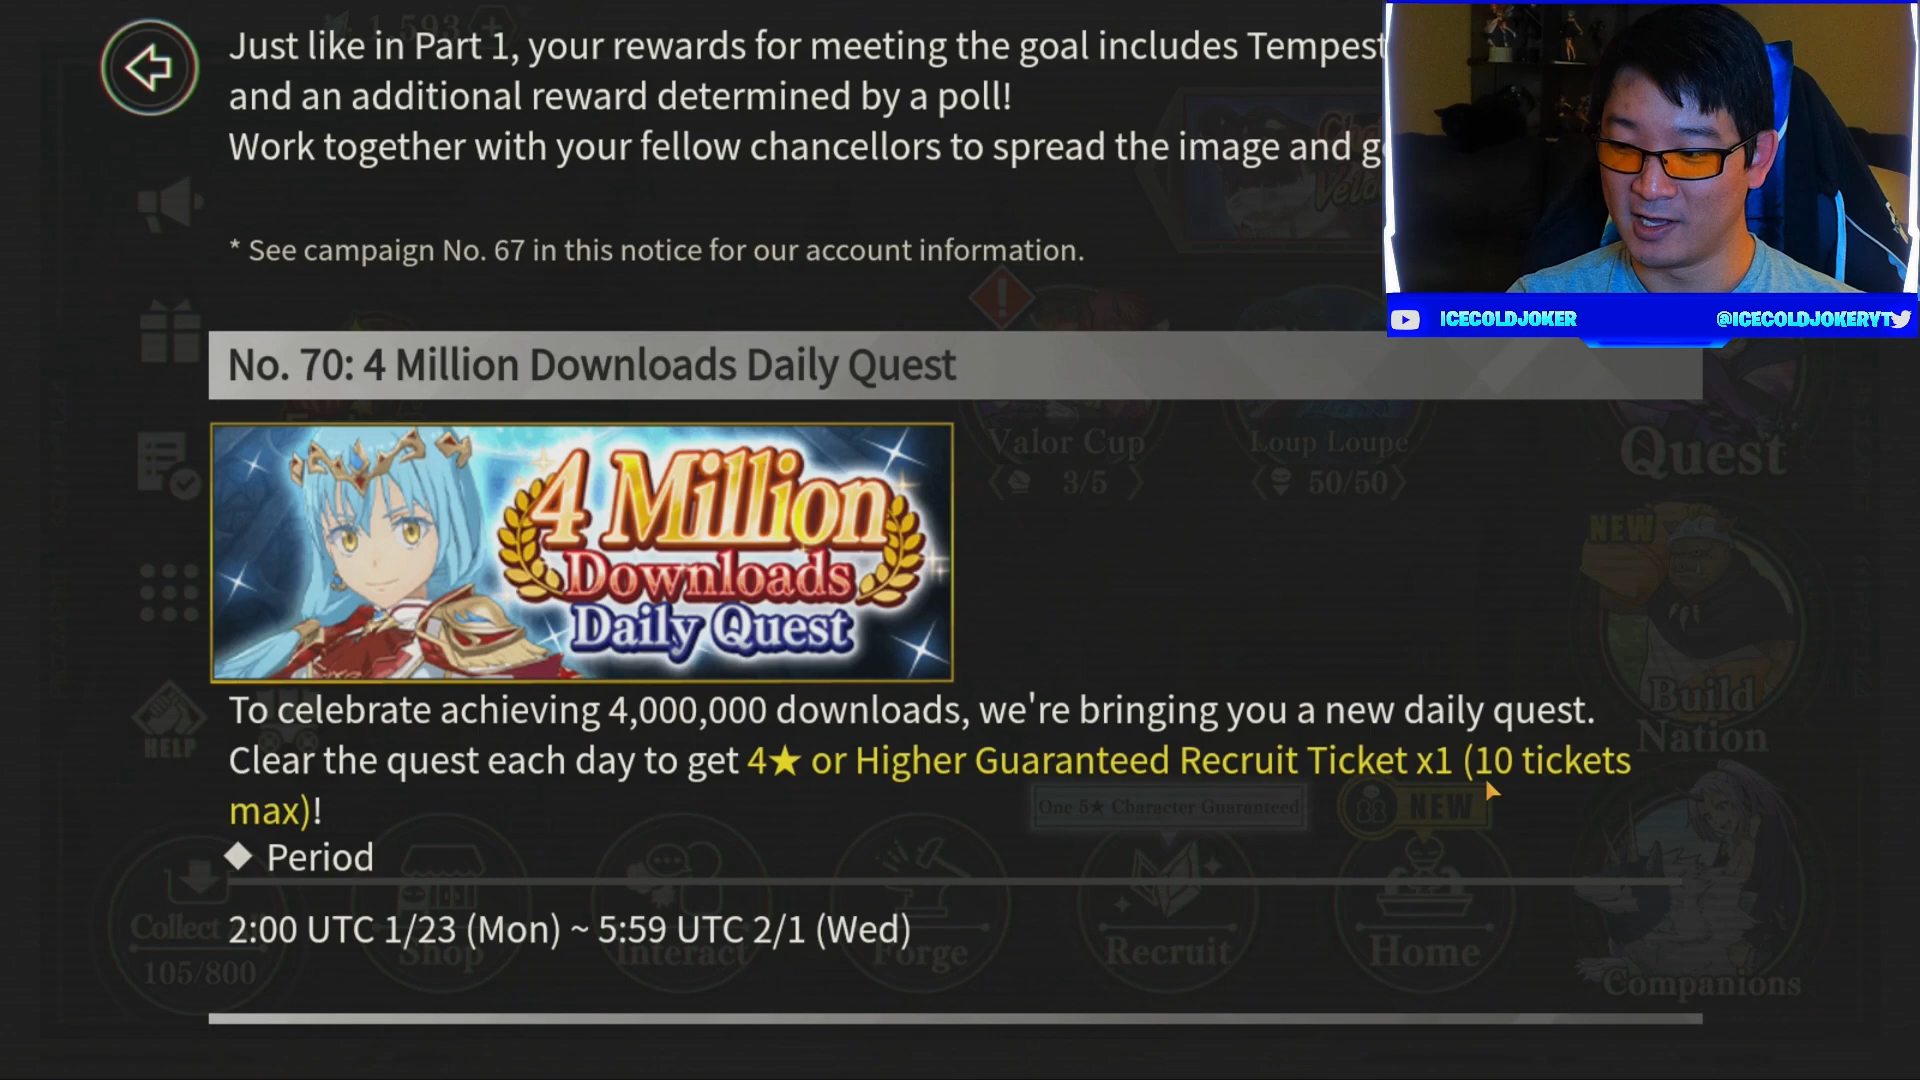 1,593
Just like in Part 1, your rewards for meeting the goal includes Tempest
and an additional reward determined by a poll!
Work together with your fellow chancellors to spread the image and g
* See campaign No. 67 in this notice for our account information.
ICECOLDJOKER
@ICECOLDJOKERYT
No. 70: 4 Million Downloads Daily Quest
Valor Cup
3/5
Loup Loupe
50/50
Quest
4 Million
Downloads
Daily Quest
NEW
Build
Nation
HELP
To celebrate achieving 4,000,000 downloads, we're bringing you a new daily quest.
Clear the quest each day to get 4★ or Higher Guaranteed Recruit Ticket x1 (10 tickets
max)!
One 5★ Character Guaranteed
NEW
◆ Period
2:00 UTC 1/23 (Mon) ~ 5:59 UTC 2/1 (Wed)
Collect
105/800
Shop
Interact
Forge
Recruit
Home
Companions